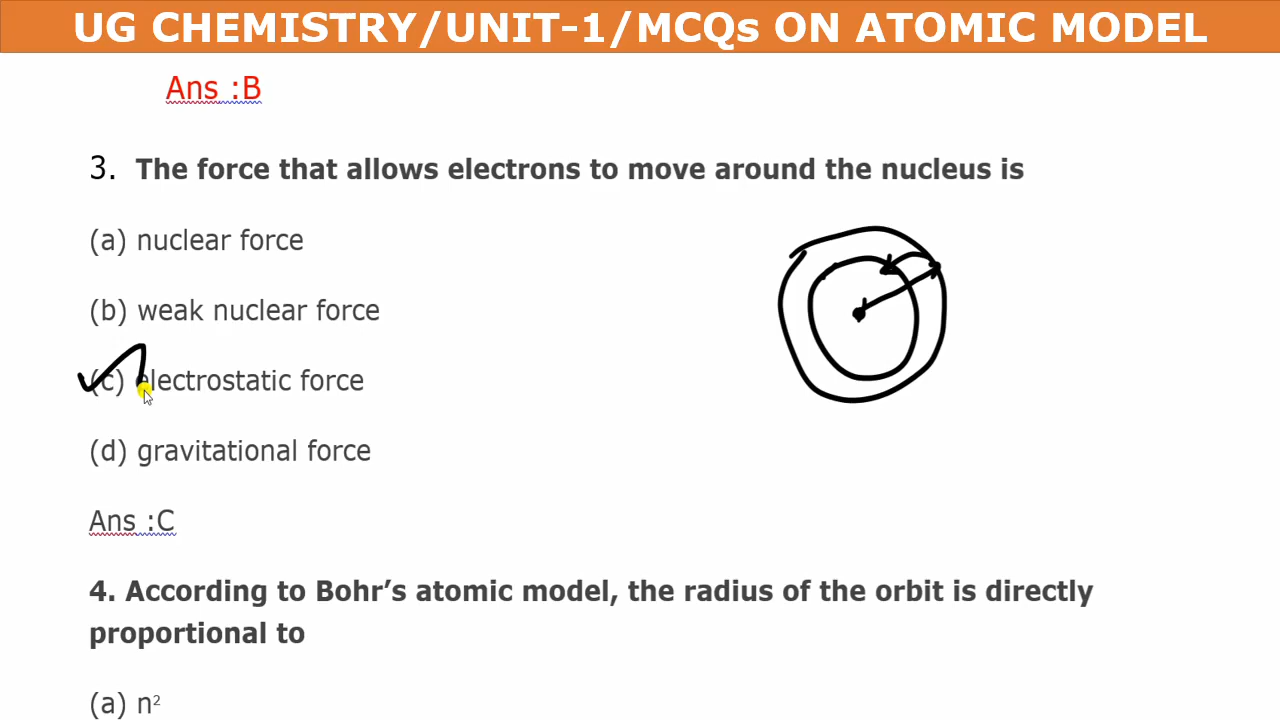 UG CHEMISTRY/UNIT-1/MCQs ON ATOMIC MODEL
Ans :B
3. The force that allows electrons to move around the nucleus is
(a) nuclear force
(b) weak nuclear force
(c) electrostatic force
(d) gravitational force
Ans :C
4. According to Bohr’s atomic model, the radius of the orbit is directly
proportional to
(a) n²